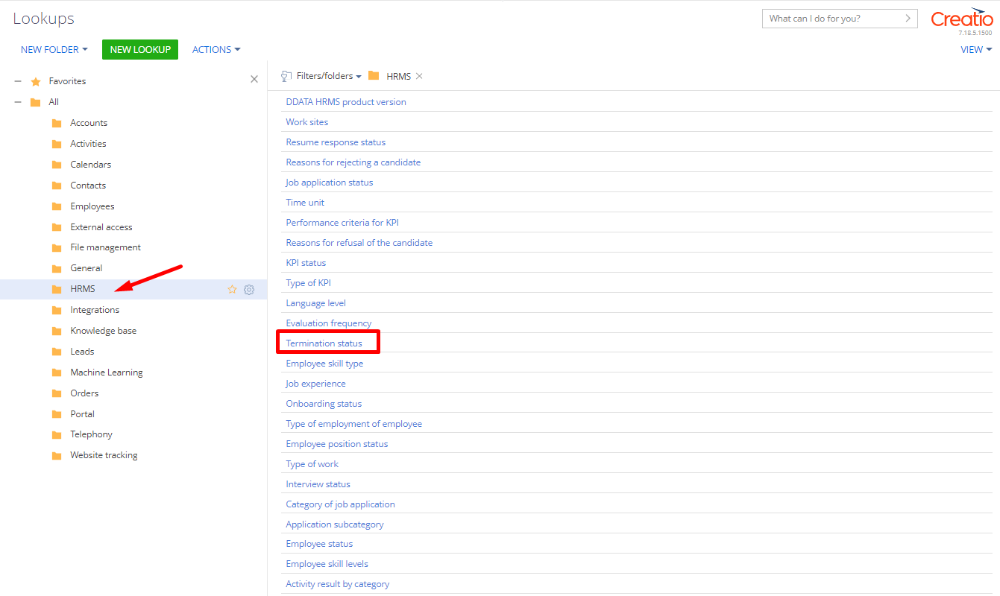 Lookups
What can I do for you?
Creatio
7.18.5.1500
NEW FOLDER
NEW LOOKUP
ACTIONS
VIEW
Favorites
All
Accounts
Activities
Calendars
Contacts
Employees
External access
File management
General
HRMS
Integrations
Knowledge base
Leads
Machine Learning
Orders
Portal
Telephony
Website tracking
Filters/folders HRMS
DDATA HRMS product version
Work sites
Resume response status
Reasons for rejecting a candidate
Job application status
Time unit
Performance criteria for KPI
Reasons for refusal of the candidate
KPI status
Type of KPI
Language level
Evaluation frequency
Termination status
Employee skill type
Job experience
Onboarding status
Type of employment of employee
Employee position status
Type of work
Interview status
Category of job application
Application subcategory
Employee status
Employee skill levels
Activity result by category